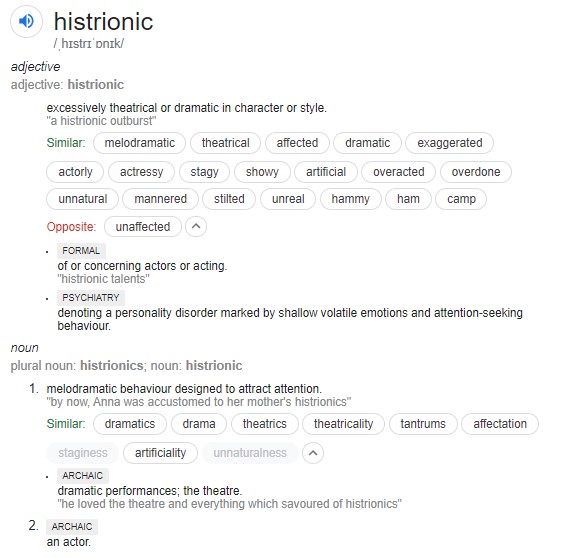 histrionic
/ˌhɪstrɪˈɒnɪk/
adjective
adjective: histrionic
excessively theatrical or dramatic in character or style.
"a histrionic outburst"
Similar: melodramatic theatrical affected dramatic exaggerated
actorly actressy stagy showy artificial overacted overdone
unnatural mannered stilted unreal hammy ham camp
Opposite: unaffected
• FORMAL
of or concerning actors or acting.
"histrionic talents"
• PSYCHIATRY
denoting a personality disorder marked by shallow volatile emotions and attention-seeking
behaviour.
noun
plural noun: histrionics; noun: histrionic
1. melodramatic behaviour designed to attract attention.
"by now, Anna was accustomed to her mother's histrionics"
Similar: dramatics drama theatrics theatricality tantrums affectation
staginess artificiality unnaturalness
• ARCHAIC
dramatic performances; the theatre.
"he loved the theatre and everything which savoured of histrionics"
2. ARCHAIC
an actor.